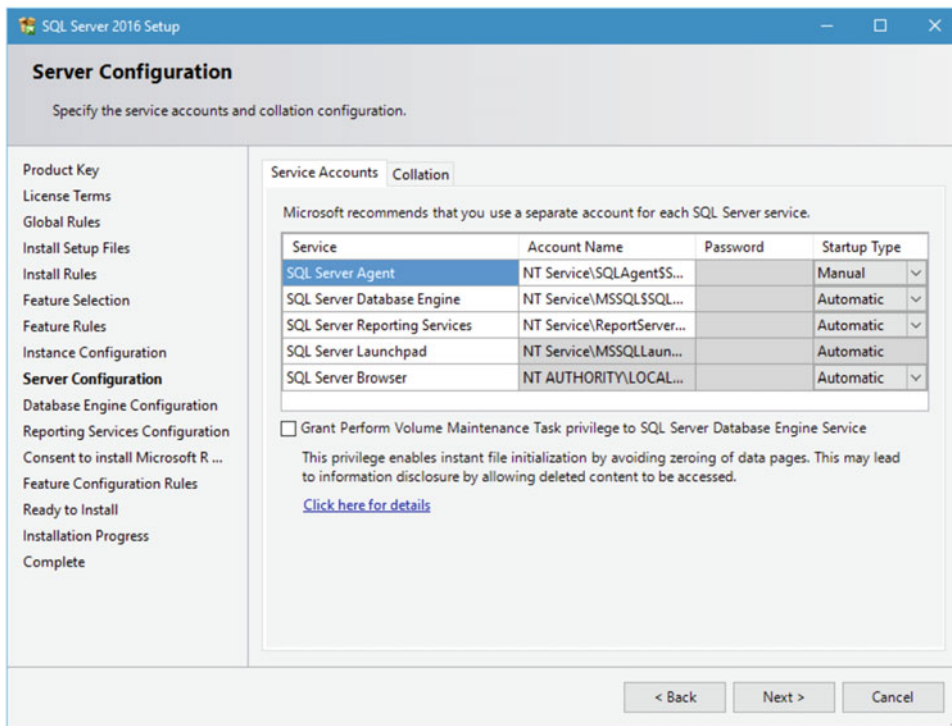 SQL Server 2016 Setup
Server Configuration
Specify the service accounts and collation configuration.
Product Key
License Terms
Global Rules
Install Setup Files
Install Rules
Feature Selection
Feature Rules
Instance Configuration
Server Configuration
Database Engine Configuration
Reporting Services Configuration
Consent to install Microsoft R ...
Feature Configuration Rules
Ready to Install
Installation Progress
Complete
Service Accounts Collation
Microsoft recommends that you use a separate account for each SQL Server service.
Service Account Name Password Startup Type
SQL Server Agent NT Service\SQLAgent$S... Manual
SQL Server Database Engine NT Service\MSSQL$SQL... Automatic
SQL Server Reporting Services NT Service\ReportServer... Automatic
SQL Server Launchpad NT Service\MSSQLLaun... Automatic
SQL Server Browser NT AUTHORITY\LOCAL... Automatic
Grant Perform Volume Maintenance Task privilege to SQL Server Database Engine Service
This privilege enables instant file initialization by avoiding zeroing of data pages. This may lead
to information disclosure by allowing deleted content to be accessed.
Click here for details
< Back Next > Cancel